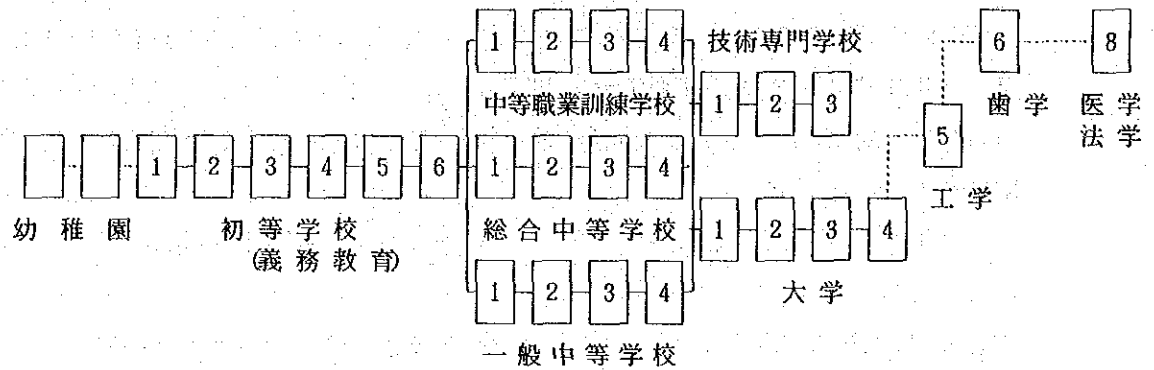 1 2 3 4
技術専門学校
6 8
中等職業訓練学校
1 2 3
歯学 医学
法学
5
1 2 3 4 5 6
1 2 3 4
工学
幼稚園
初等学校
(義務教育)
総合中等学校
1 2 3 4
大学
1 2 3 4
一般中等学校